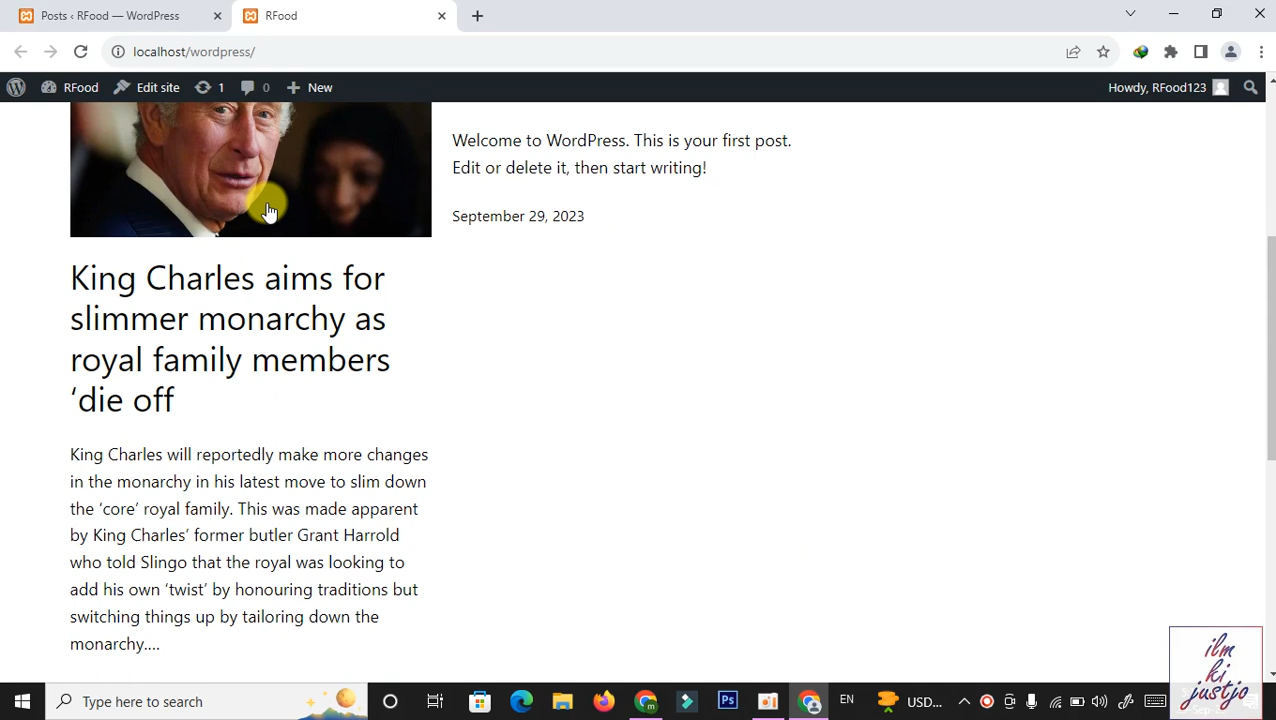 Posts ‹ RFood — WordPress
RFood
localhost/wordpress/
RFood
Edit site
1
0
New
Howdy, RFood123
Welcome to WordPress. This is your first post.
Edit or delete it, then start writing!
September 29, 2023
King Charles aims for
slimmer monarchy as
royal family members
‘die off
King Charles will reportedly make more changes
in the monarchy in his latest move to slim down
the ‘core’ royal family. This was made apparent
by King Charles’ former butler Grant Harrold
who told Slingo that the royal was looking to
add his own ‘twist’ by honouring traditions but
switching things up by tailoring down the
monarchy....
ilm
ki
justjo
Type here to search
Ps
EN
USD...